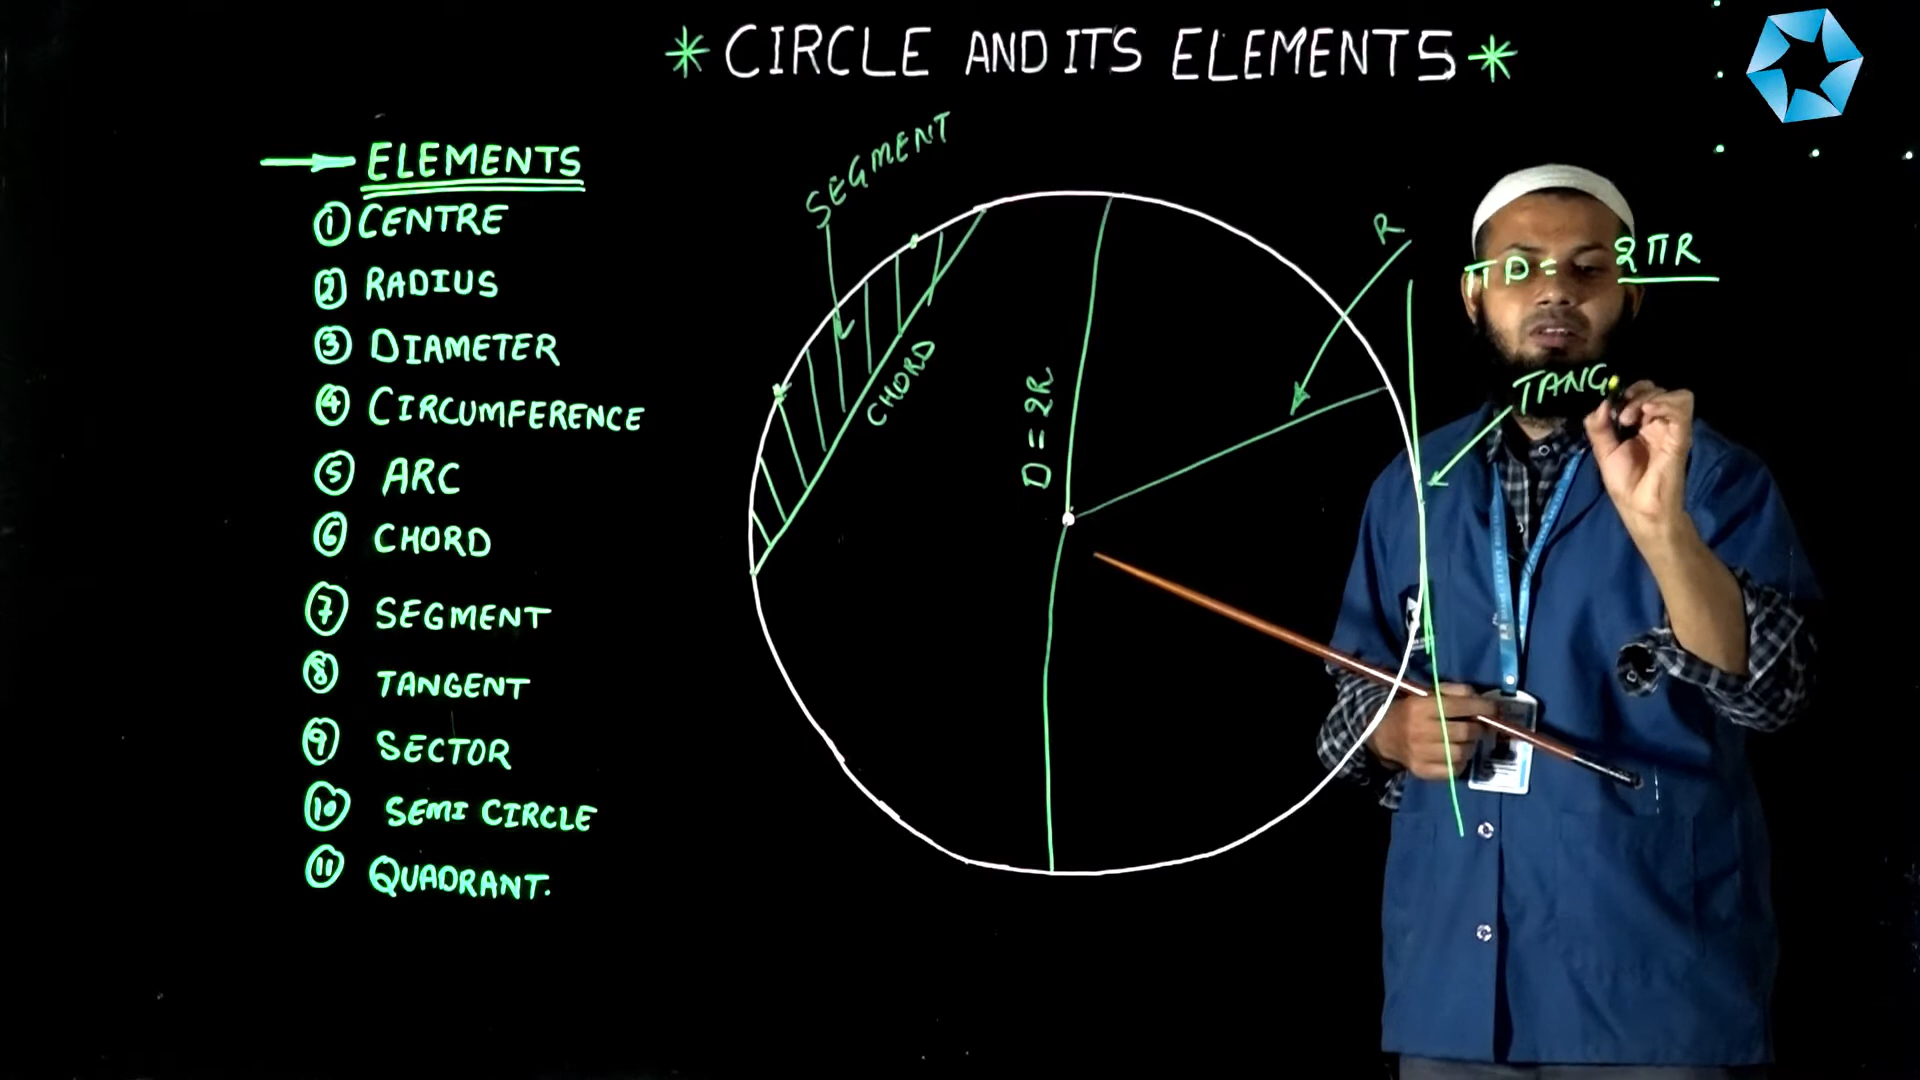 * CIRCLE AND ITS ELEMENTS *
→ ELEMENTS
① CENTRE
② RADIUS
③ DIAMETER
④ CIRCUMFERENCE
⑤ ARC
⑥ CHORD
⑦ SEGMENT
⑧ TANGENT
⑨ SECTOR
⑩ SEMI CIRCLE
⑪ QUADRANT.
SEGMENT
CHORD
D = 2R
R
πD = 2πR
TANG